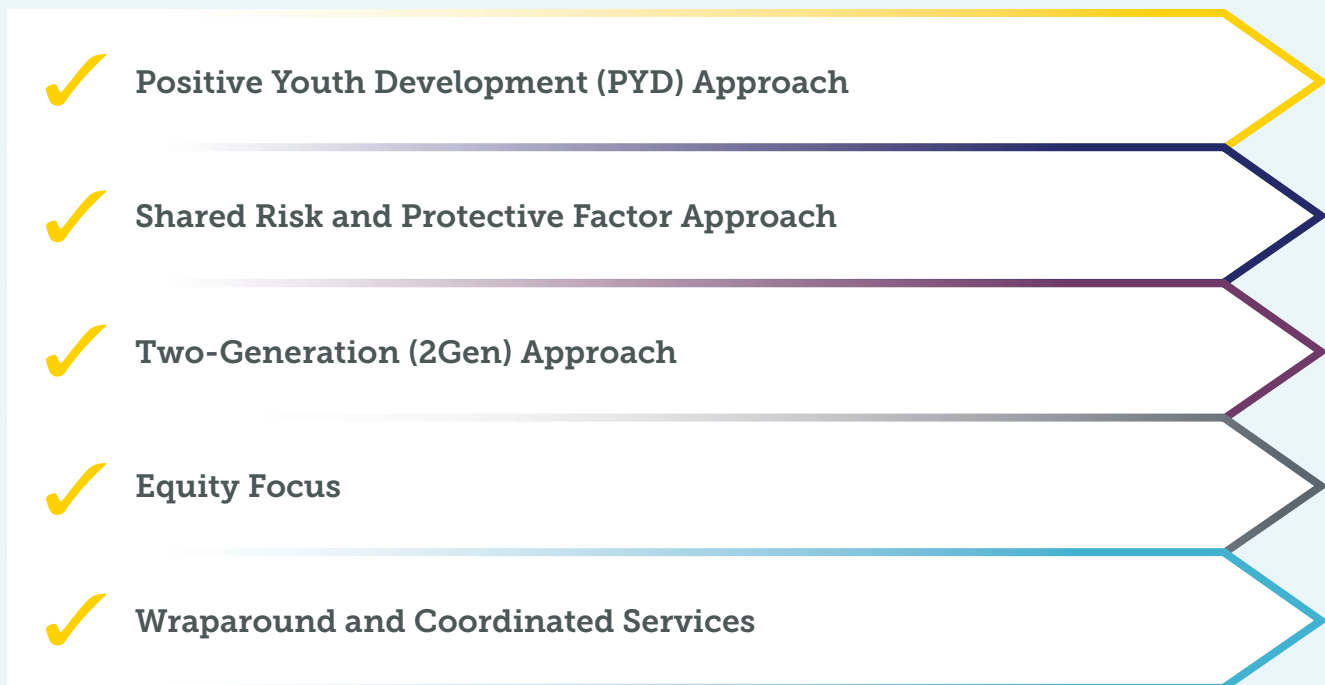 Positive Youth Development (PYD) Approach
Shared Risk and Protective Factor Approach
Two-Generation (2Gen) Approach
Equity Focus
Wraparound and Coordinated Services